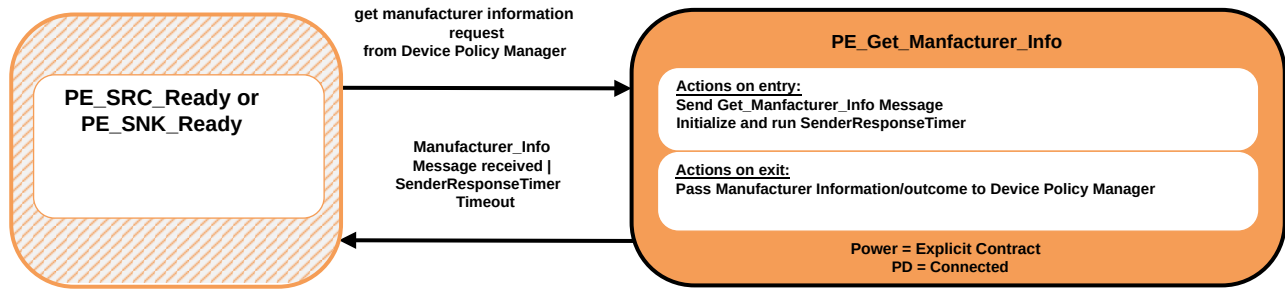 PE_SRC_Ready or
PE_SNK_Ready
get manufacturer information
request
from Device Policy Manager
Manufacturer_Info
Message received |
SenderResponseTimer
Timeout
PE_Get_Manfacturer_Info
Actions on entry:
Send Get_Manfacturer_Info Message
Initialize and run SenderResponseTimer
Actions on exit:
Pass Manufacturer Information/outcome to Device Policy Manager
Power = Explicit Contract
PD = Connected